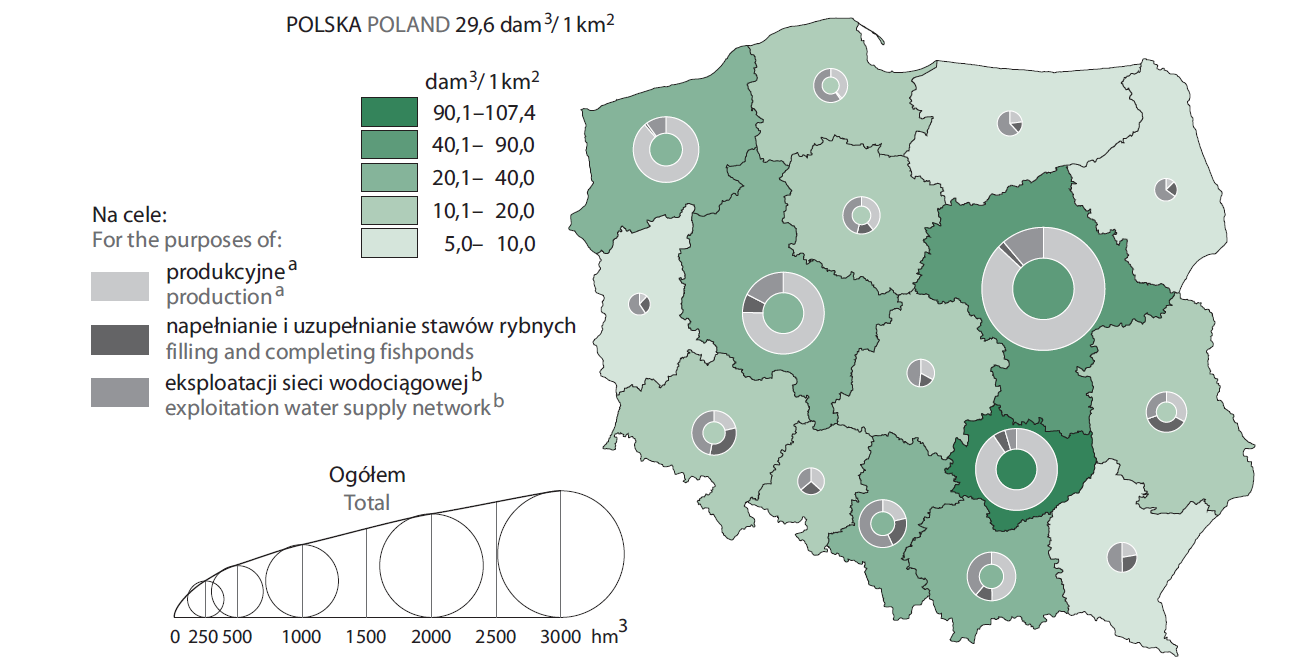 POLSKA POLAND 29,6 dam³/ 1 km²
dam³/ 1 km²
90,1–107,4
40,1– 90,0
20,1– 40,0
10,1– 20,0
5,0– 10,0
Na cele:
For the purposes of:
produkcyjne a
production a
napełnianie i uzupełnianie stawów rybnych
filling and completing fishponds
eksploatacji sieci wodociągowej b
exploitation water supply network b
Ogółem
Total
0 250 500 1000 1500 2000 2500 3000 hm³